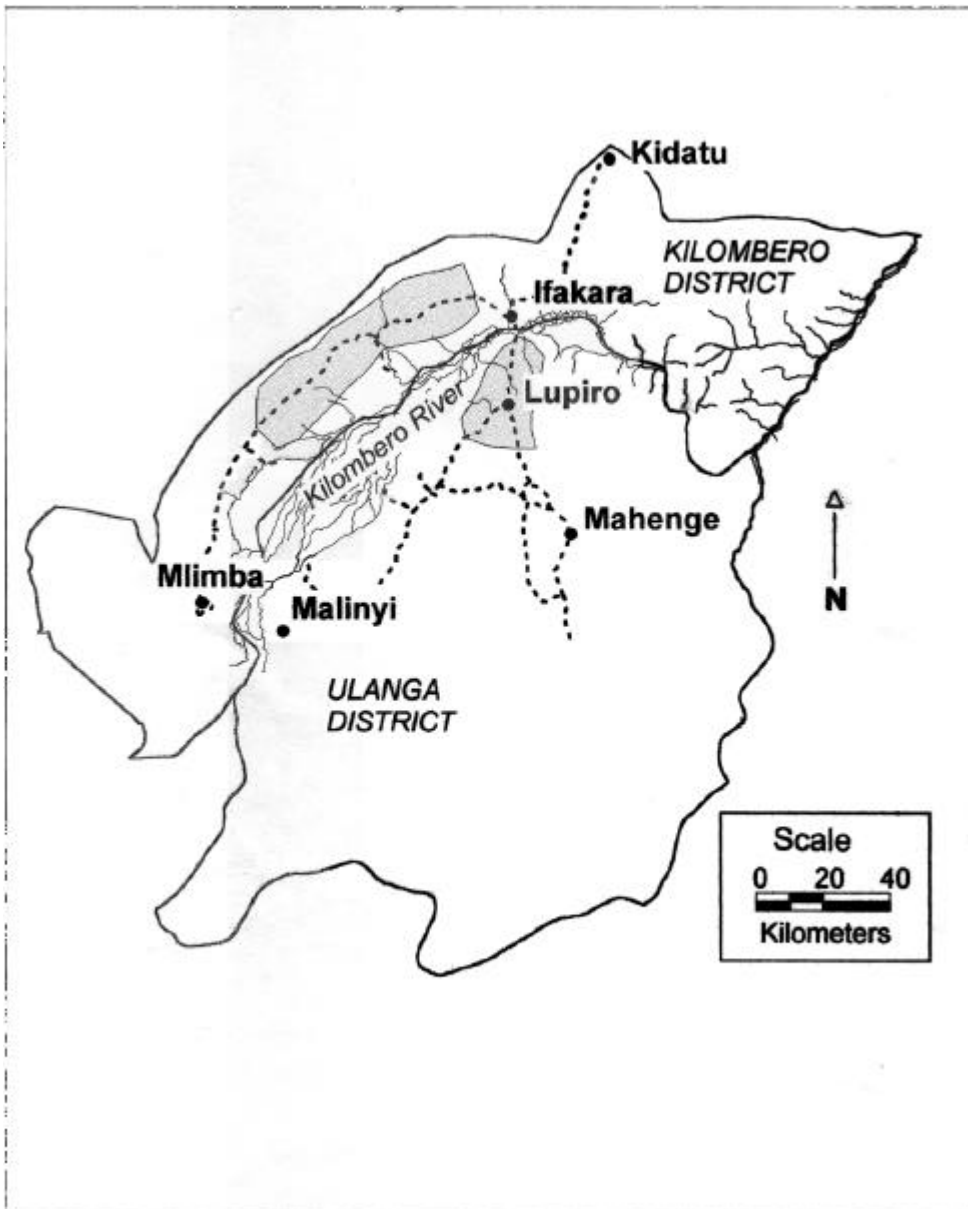 Kidatu
KILOMBERO
DISTRICT
Ifakara
Lupiro
Kilombero River
Mahenge
N
Mlimba
Malinyi
ULANGA
DISTRICT
Scale
0 20 40
Kilometers